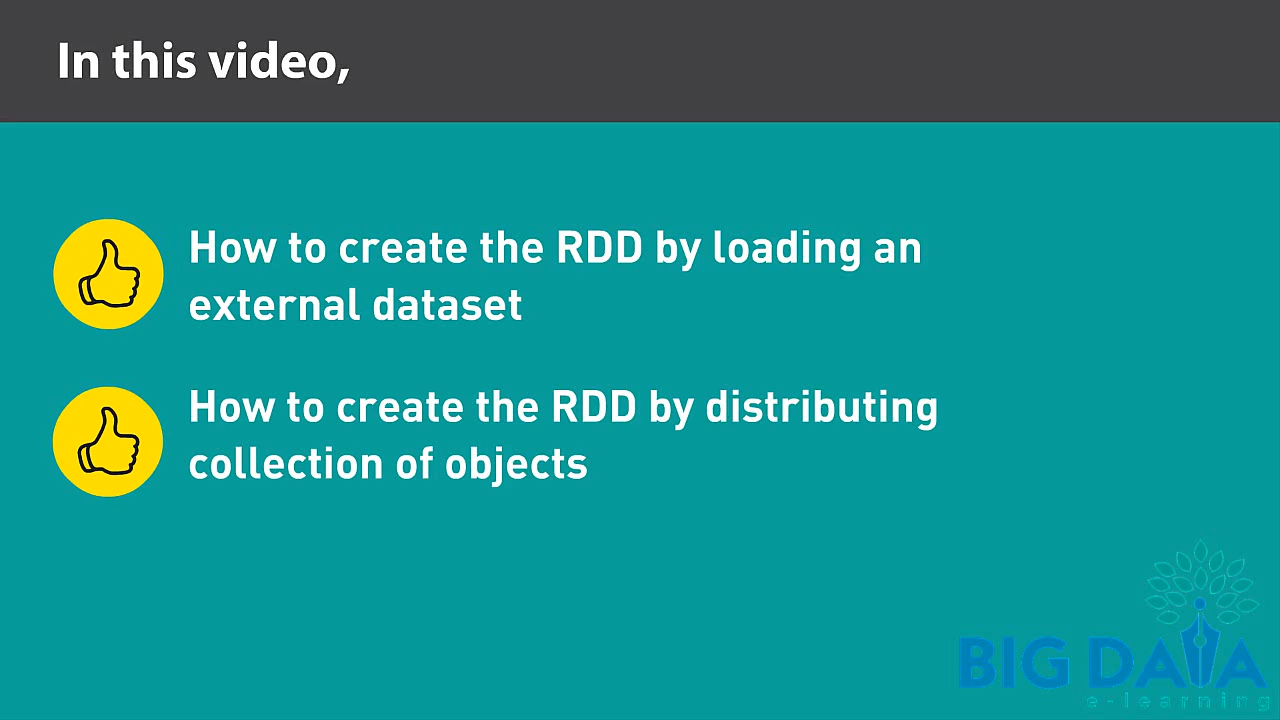 In this video,
How to create the RDD by loading an
external dataset
How to create the RDD by distributing
collection of objects
BIG DATA
e-learning